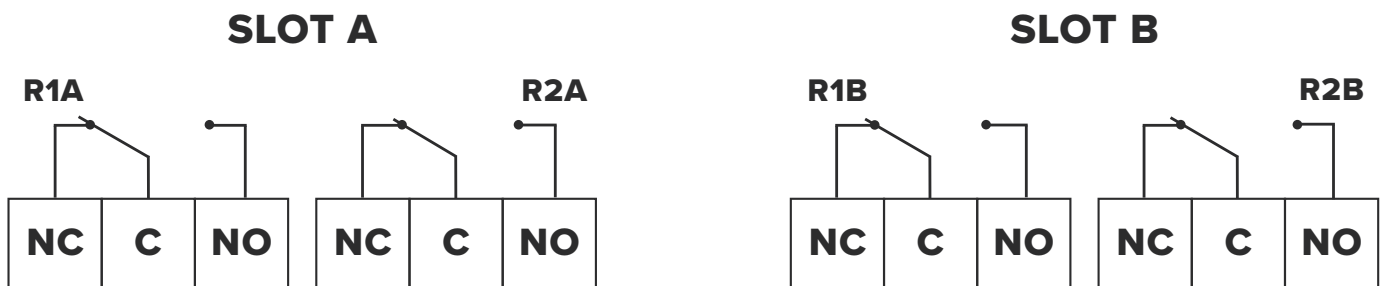 SLOT A SLOT B
R1A R2A R1B R2B
NC C NO NC C NO NC C NO NC C NO